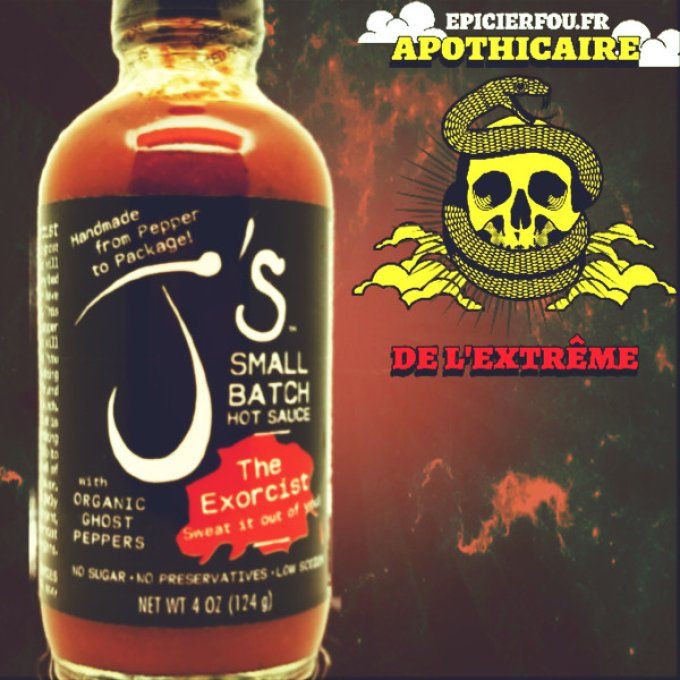 EPICIERFOU.FR
APOTHICAIRE
DE L'EXTRÊME
Handmade
from Pepper
to Package!
J's
SMALL
BATCH
HOT SAUCE
The
Exorcist
Sweat it out of you!
with
ORGANIC
GHOST
PEPPERS
NO SUGAR • NO PRESERVATIVES • LOW SODIUM
NET WT 4 OZ (124 g)